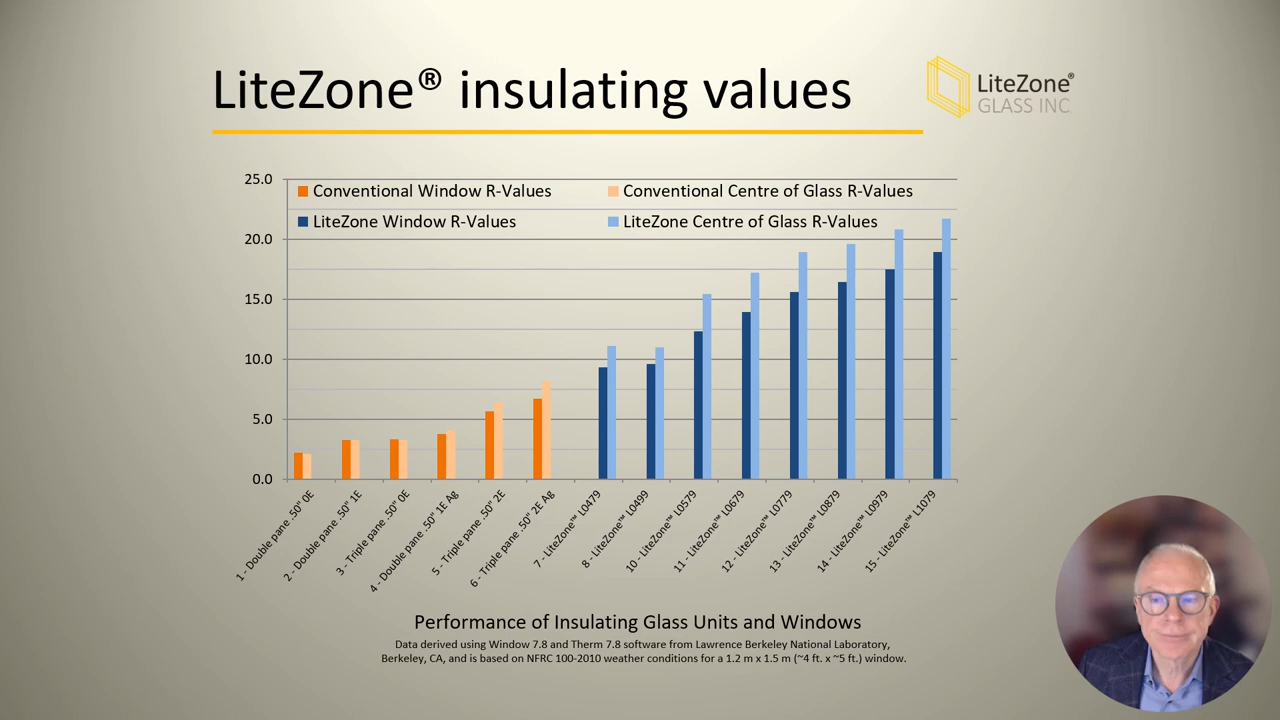 LiteZone® insulating values
LiteZone®
GLASS INC.
25.0
20.0
15.0
10.0
5.0
0.0
Conventional Window R-Values
Conventional Centre of Glass R-Values
LiteZone Window R-Values
LiteZone Centre of Glass R-Values
1 - Double pane .50" 0E
2 - Double pane .50" 1E
3 - Triple pane .50" 0E
4 - Double pane .50" 1E Ag
5 - Triple pane .50" 2E
6 - Triple pane .50" 2E Ag
7 - LiteZone™ L0479
8 - LiteZone™ L0499
10 - LiteZone™ L0579
11 - LiteZone™ L0679
12 - LiteZone™ L0779
13 - LiteZone™ L0879
14 - LiteZone™ L0979
15 - LiteZone™ L1079
Performance of Insulating Glass Units and Windows
Data derived using Window 7.8 and Therm 7.8 software from Lawrence Berkeley National Laboratory,
Berkeley, CA, and is based on NFRC 100-2010 weather conditions for a 1.2 m x 1.5 m (~4 ft. x ~5 ft.) window.